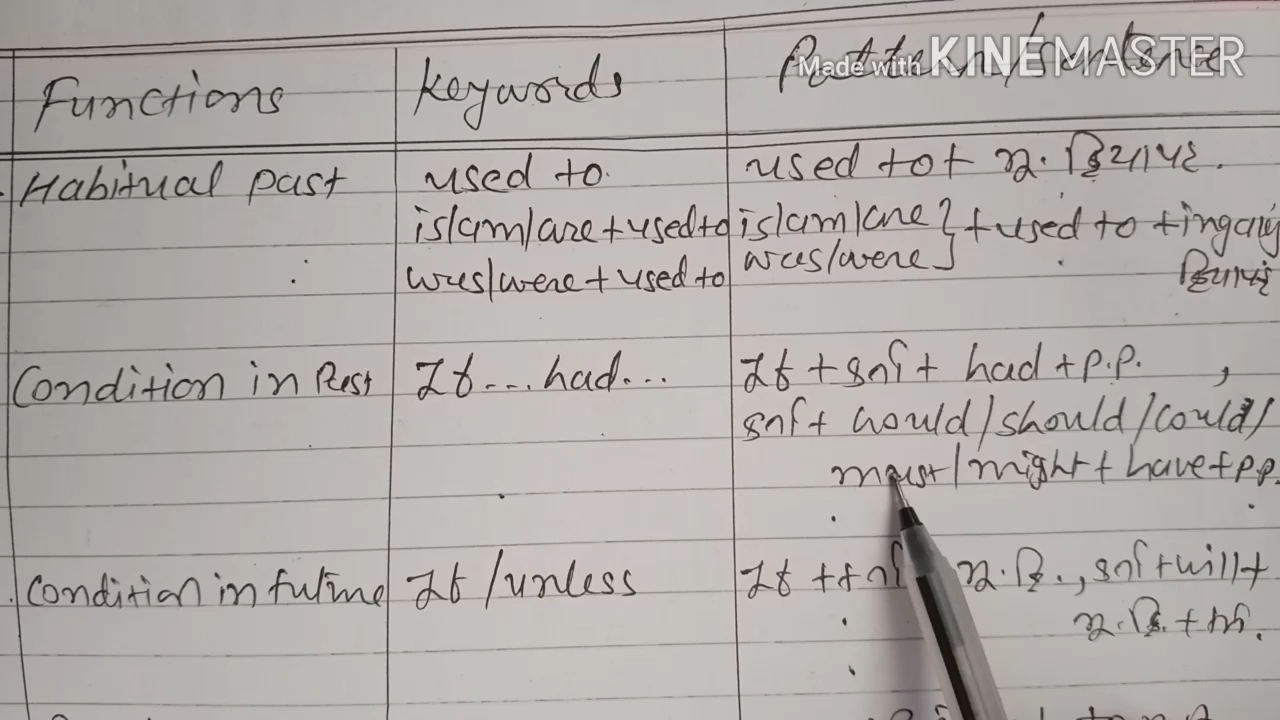 Functions
Keywords
Pattern/Sentence
Made with KINEMASTER
Habitual past
used to.
used to + મૂ. ક્રિયાપદ.
is/am/are + used to
is/am/are } + used to + ing વાળું
was/were + used to
was/were }
ક્રિયાપદ
Condition in Past
If...had...
If + કર્તા + had + P.P. ,
કર્તા + would/should/could/
must/might + have + P.P.
Condition in future
If/unless
If + કર્તા મૂ. ક્રિ., કર્તા + will +
મૂ. ક્રિ. +